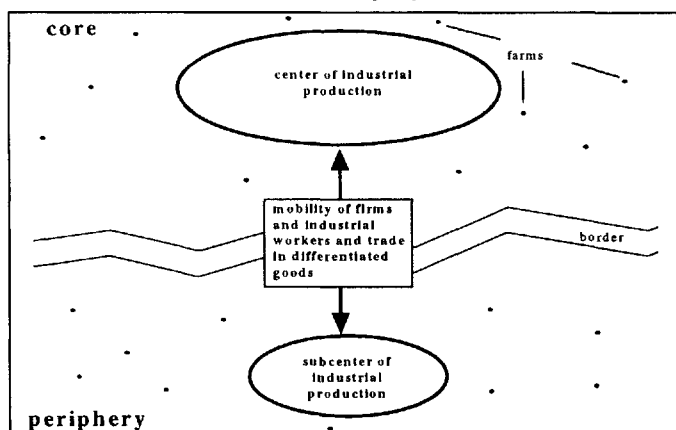 core
farms
center of industrial
production
mobility of firms
and industrial
workers and trade
in differentiated
goods
border
subcenter of
industrial
production
periphery